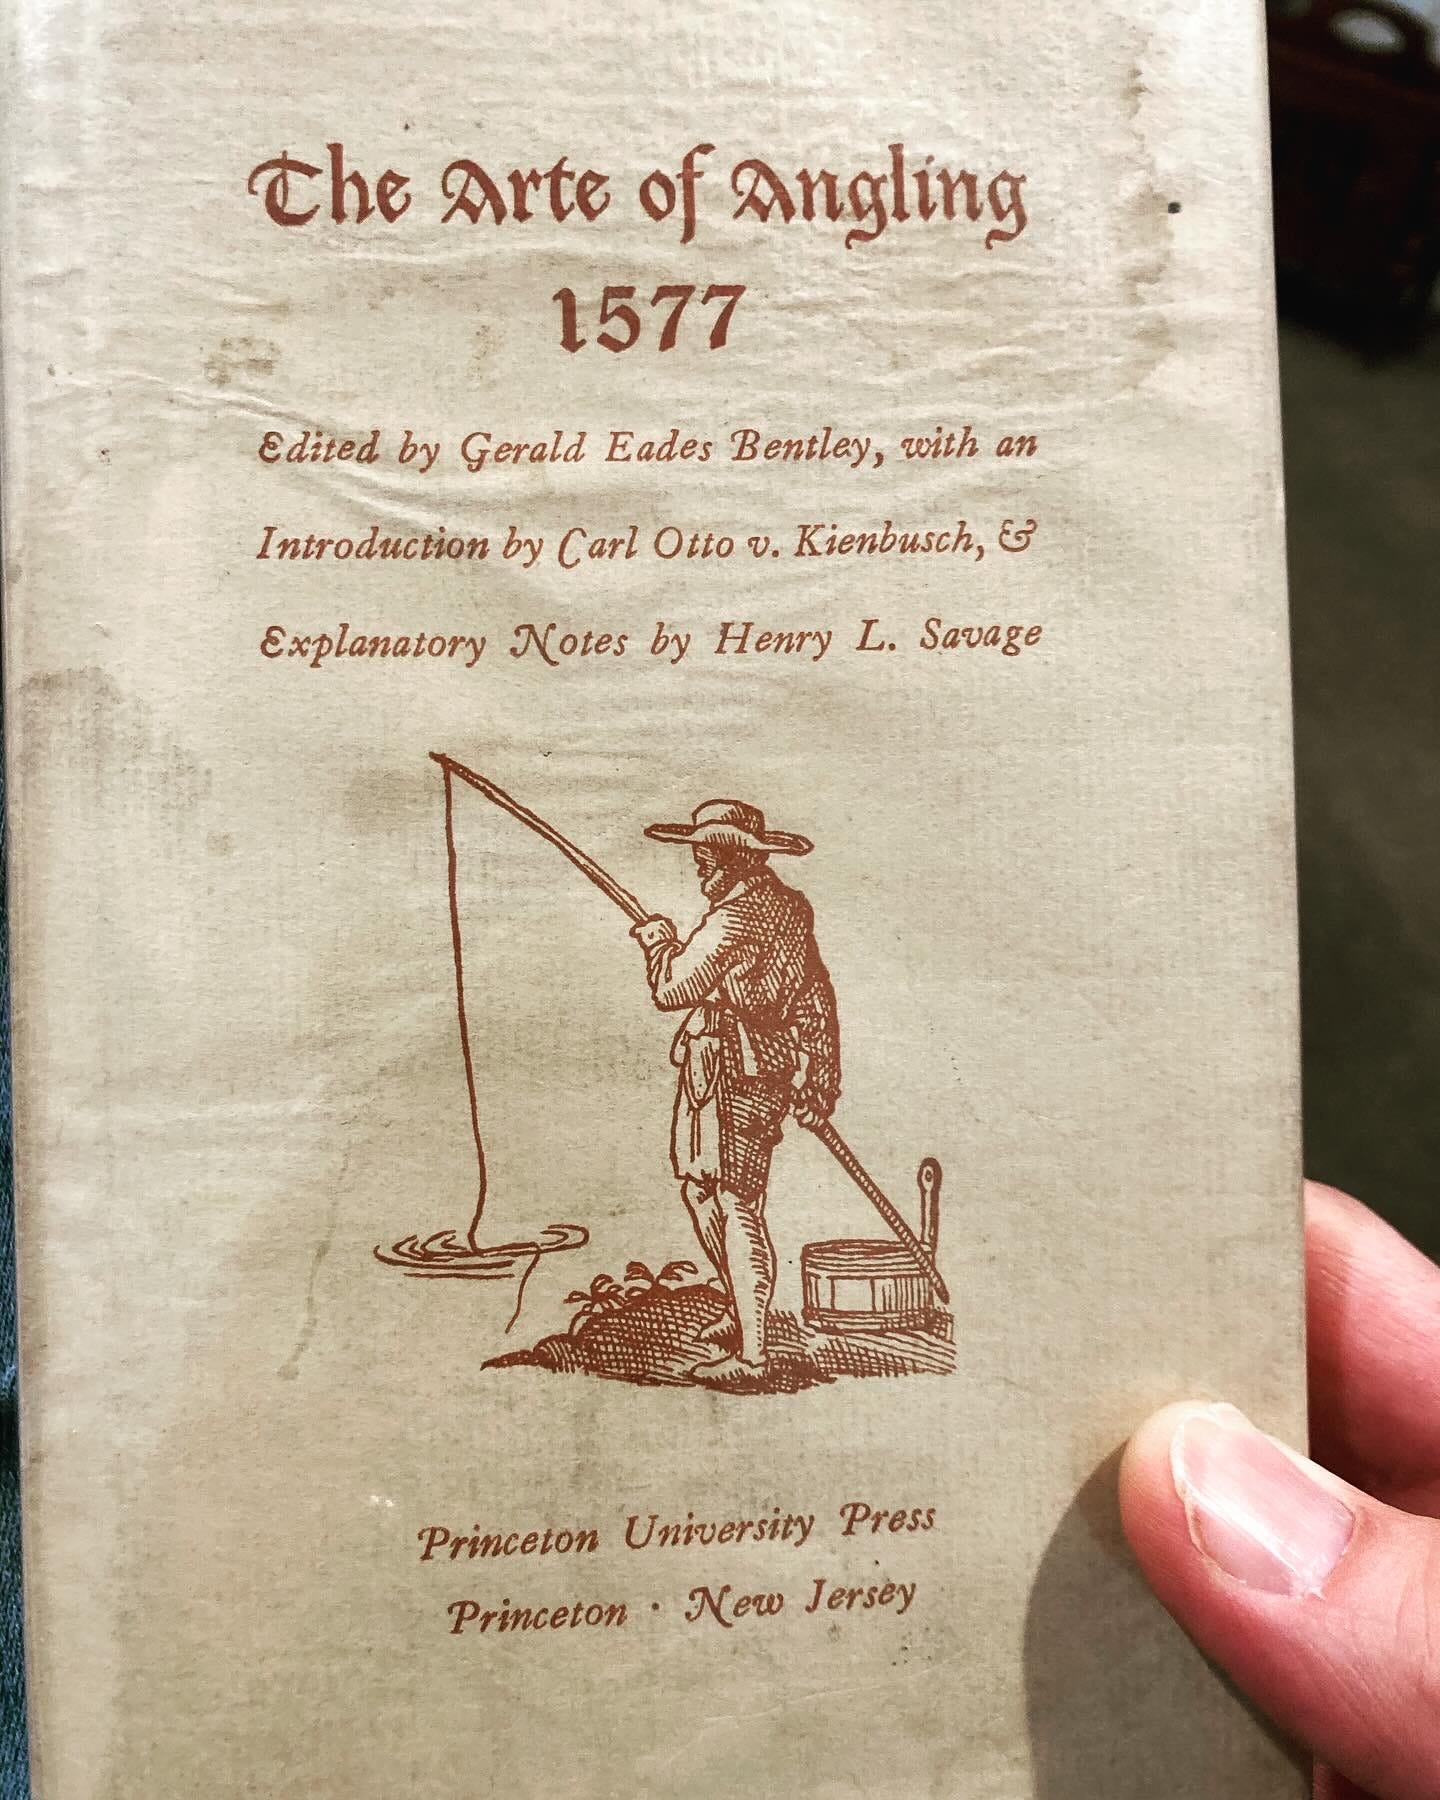 The Arte of Angling
1577
Edited by Gerald Eades Bentley, with an
Introduction by Carl Otto v. Kienbusch, &
Explanatory Notes by Henry L. Savage
Princeton University Press
Princeton · New Jersey